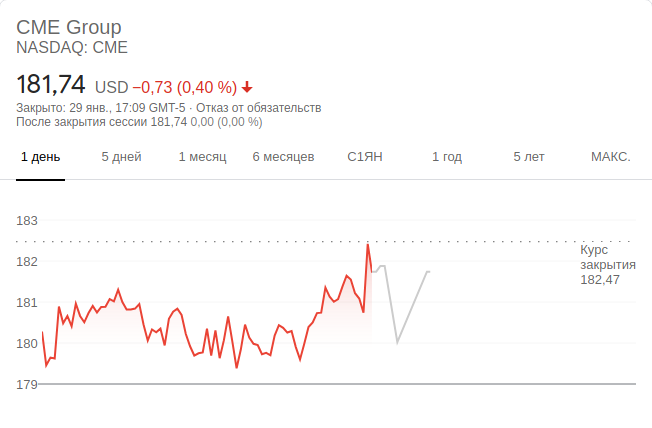 CME Group
NASDAQ: CME
181,74 USD −0,73 (0,40 %)
Закрыто: 29 янв., 17:09 GMT-5 · Отказ от обязательств
После закрытия сессии 181,74 0,00 (0,00 %)
1 день 5 дней 1 месяц 6 месяцев С1ЯН 1 год 5 лет МАКС.
183
182
181
180
179
Курс
закрытия
182,47